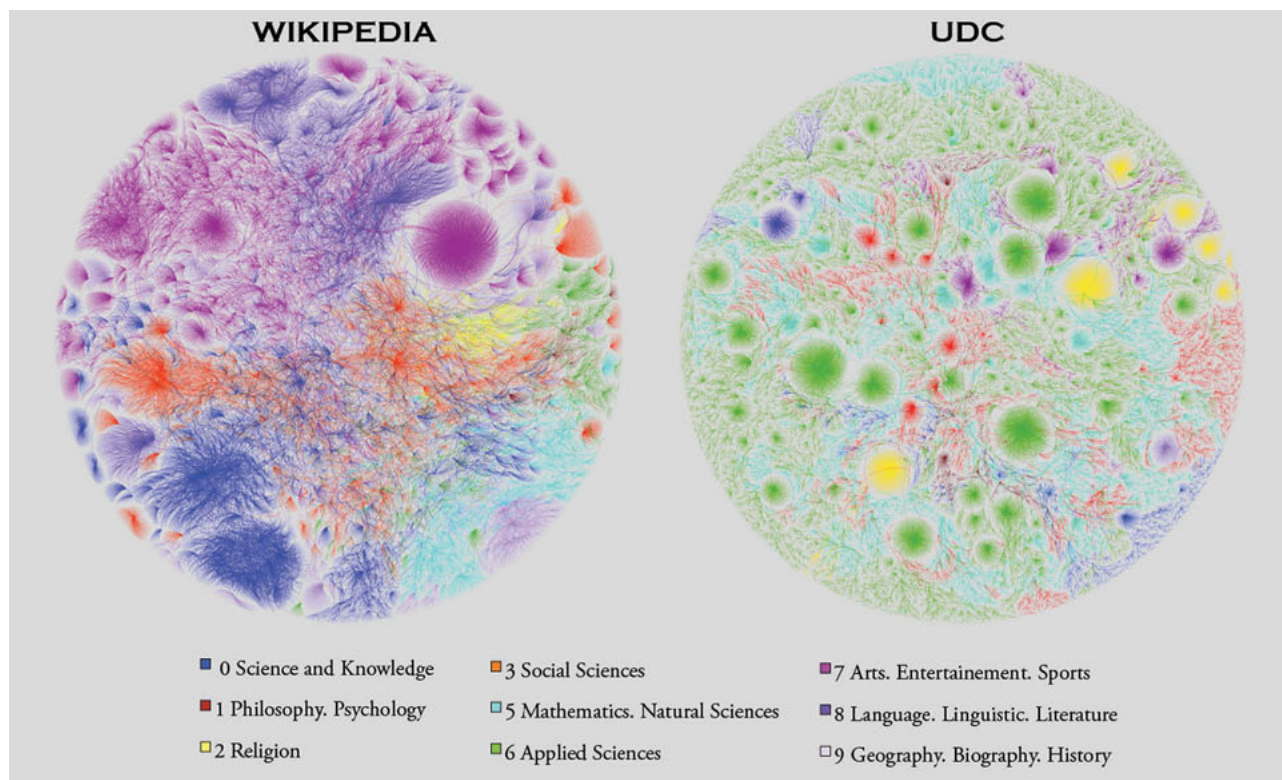 WIKIPEDIA
UDC
0 Science and Knowledge
1 Philosophy. Psychology
2 Religion
3 Social Sciences
5 Mathematics. Natural Sciences
6 Applied Sciences
7 Arts. Entertainement. Sports
8 Language. Linguistic. Literature
9 Geography. Biography. History